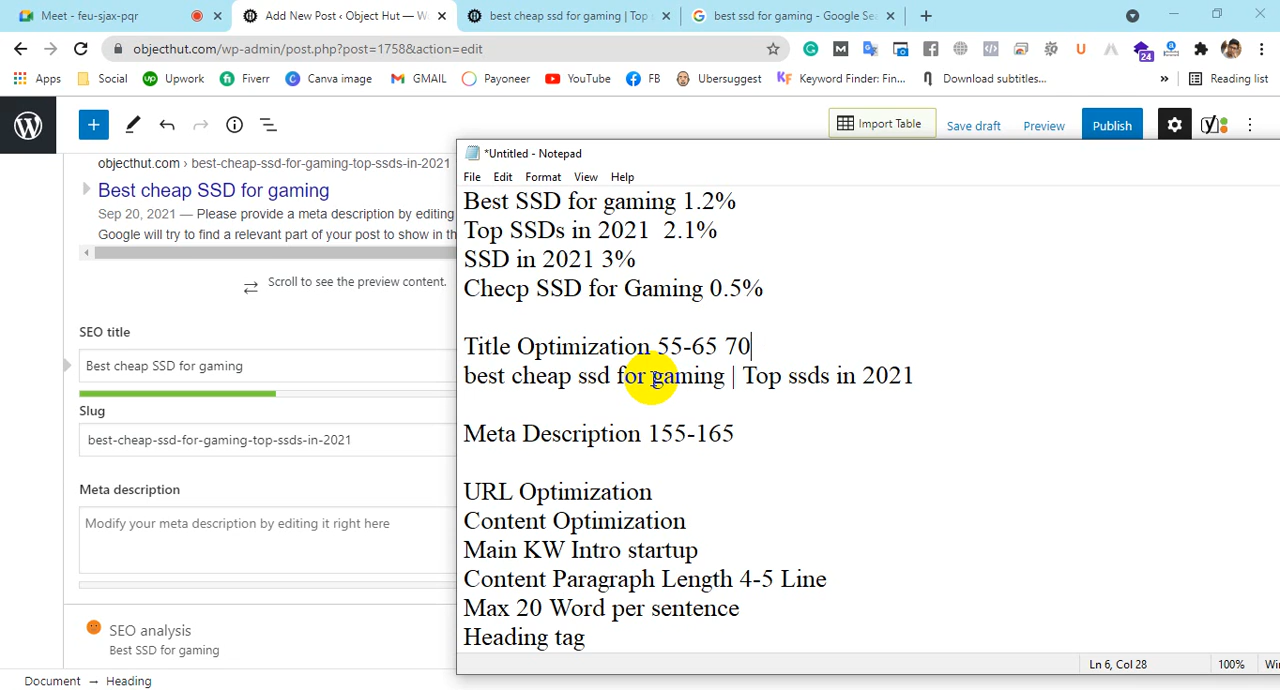 Meet - feu-sjax-pqr
Add New Post ‹ Object Hut — W
best cheap ssd for gaming | Top
best ssd for gaming - Google Se
objecthut.com/wp-admin/post.php?post=1758&action=edit
24
Apps
Social
Upwork
Fiverr
Canva image
GMAIL
Payoneer
YouTube
FB
Ubersuggest
Keyword Finder: Fin...
Download subtitles...
»
Reading list
Import Table
Save draft
Preview
Publish
objecthut.com › best-cheap-ssd-for-gaming-top-ssds-in-2021
Best cheap SSD for gaming
Sep 20, 2021 — Please provide a meta description by editing
Google will try to find a relevant part of your post to show in th
Scroll to see the preview content.
SEO title
Best cheap SSD for gaming
Slug
best-cheap-ssd-for-gaming-top-ssds-in-2021
Meta description
Modify your meta description by editing it right here
SEO analysis
Best SSD for gaming
Document → Heading
*Untitled - Notepad
File Edit Format View Help
Best SSD for gaming 1.2%
Top SSDs in 2021 2.1%
SSD in 2021 3%
Checp SSD for Gaming 0.5%
Title Optimization 55-65 70
best cheap ssd for gaming | Top ssds in 2021
Meta Description 155-165
URL Optimization
Content Optimization
Main KW Intro startup
Content Paragraph Length 4-5 Line
Max 20 Word per sentence
Heading tag
Ln 6, Col 28
100%
Win